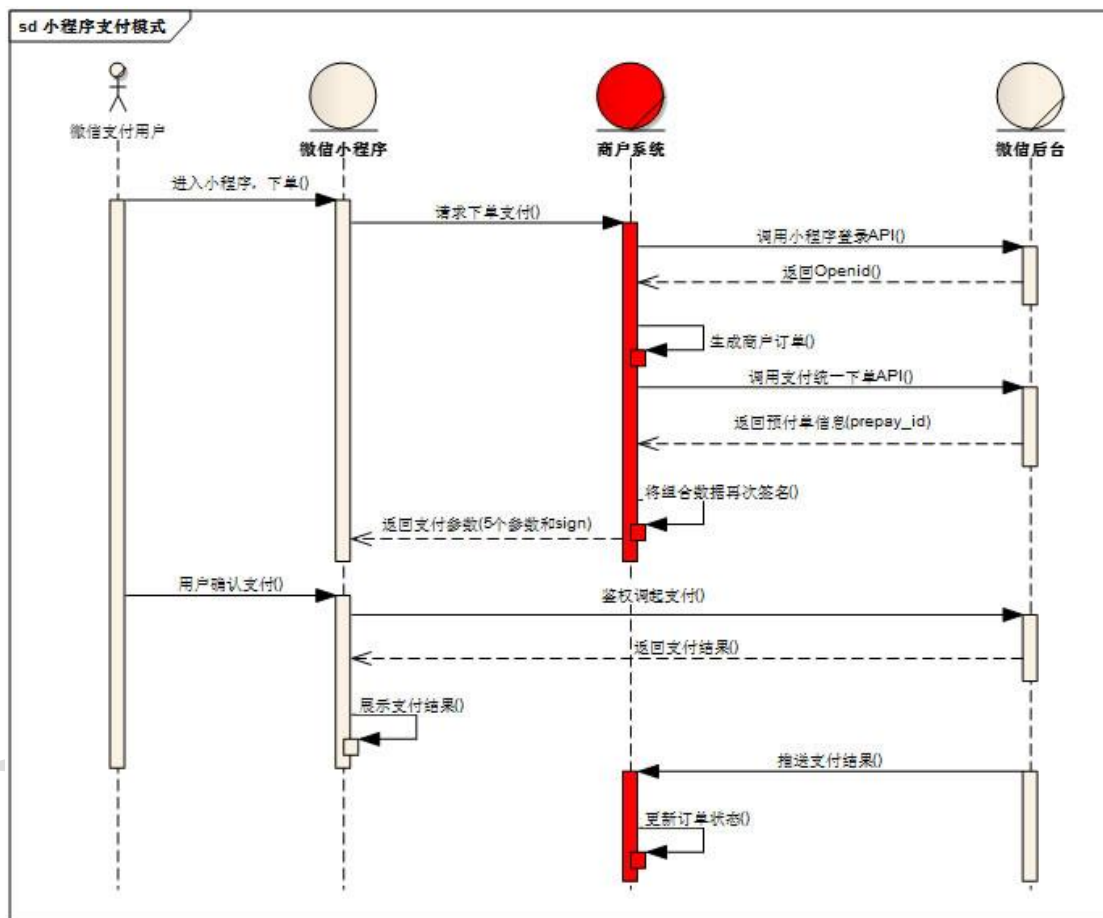 sd 小程序支付模式
微信支付用户
微信小程序
商户系统
微信后台
进入小程序，下单()
请求下单支付()
调用小程序登录API()
返回Openid()
生成商户订单()
调用支付统一下单API()
返回预付单信息(prepay_id)
将组合数据再次签名()
返回支付参数(5个参数和sign)
用户确认支付()
鉴权调起支付()
返回支付结果()
展示支付结果()
推送支付结果()
更新订单状态()